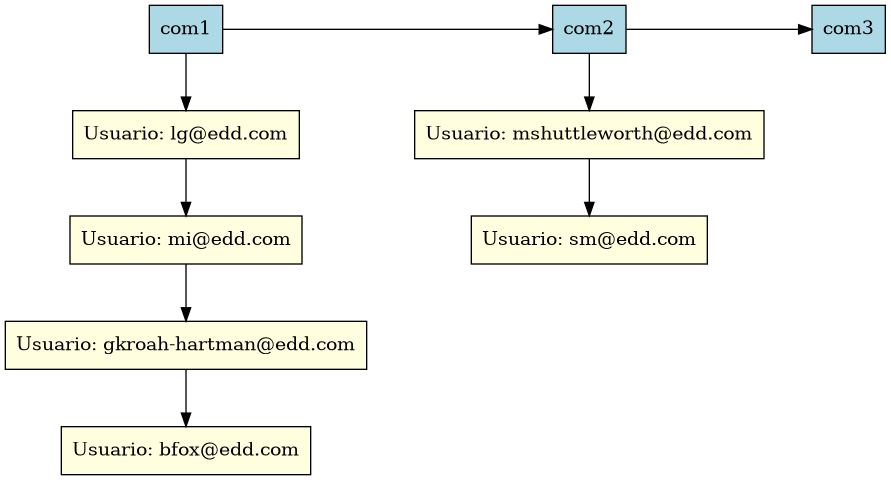 com1
com2
com3
Usuario: lg@edd.com
Usuario: mshuttleworth@edd.com
Usuario: mi@edd.com
Usuario: sm@edd.com
Usuario: gkroah-hartman@edd.com
Usuario: bfox@edd.com